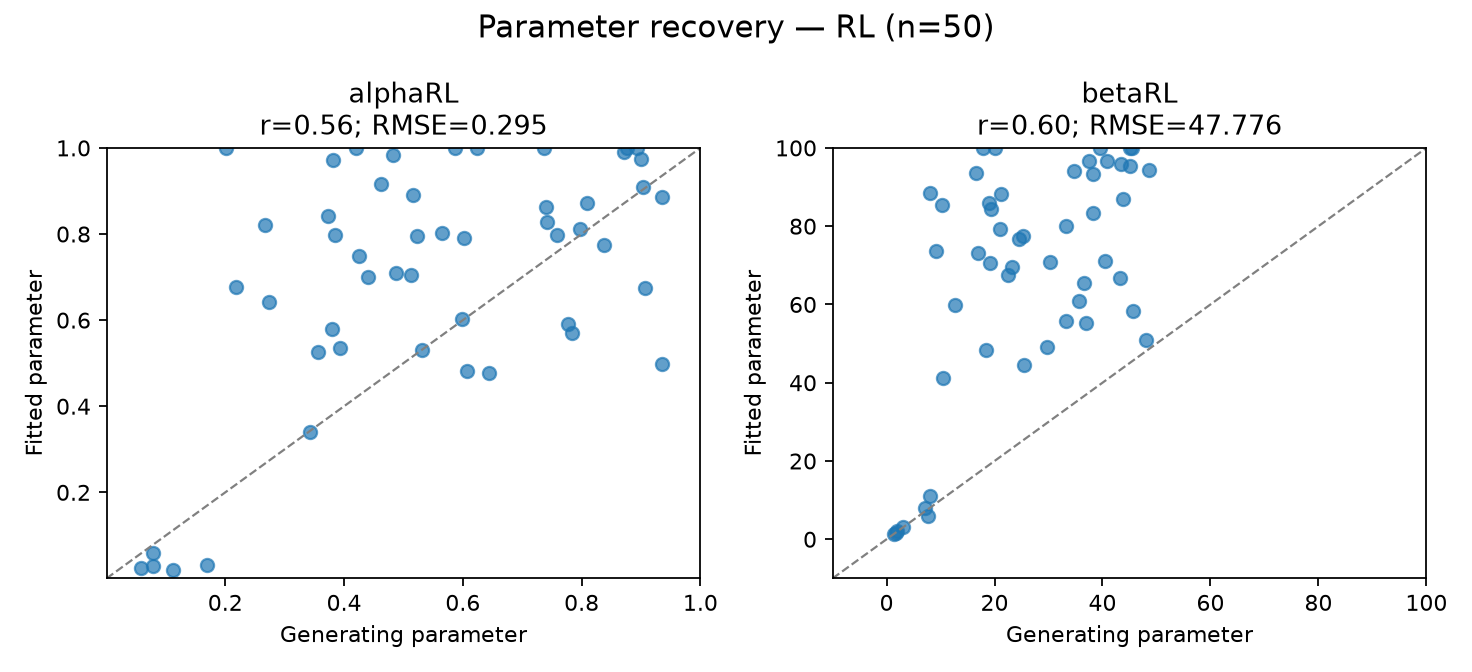 Parameter recovery — RL (n=50)
alphaRL
r=0.56; RMSE=0.295
Fitted parameter
1.0
0.8
0.6
0.4
0.2
0.2
0.4
0.6
0.8
1.0
Generating parameter
betaRL
r=0.60; RMSE=47.776
Fitted parameter
100
80
60
40
20
0
0
20
40
60
80
100
Generating parameter